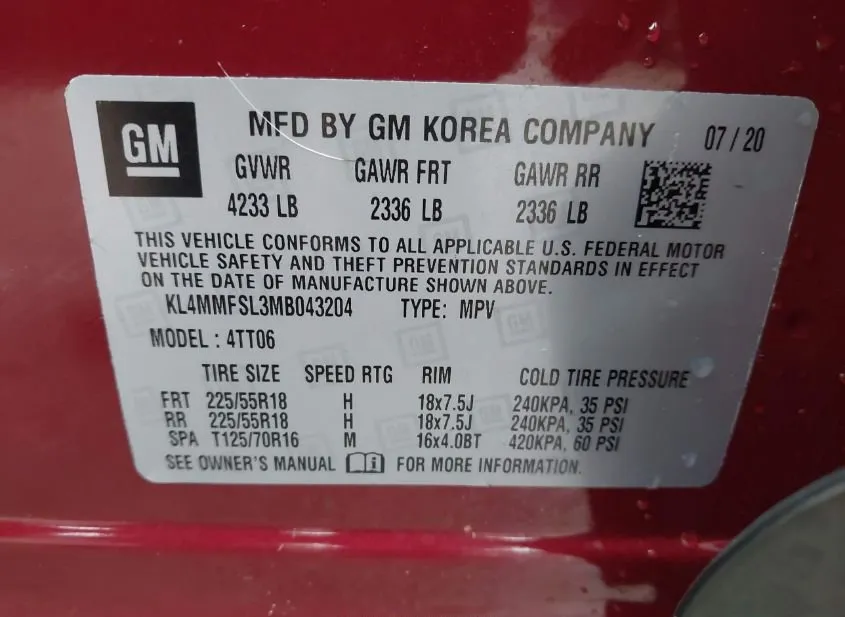 GM
MFD BY GM KOREA COMPANY 07 / 20
GVWR GAWR FRT GAWR RR
4233 LB 2336 LB 2336 LB
THIS VEHICLE CONFORMS TO ALL APPLICABLE U.S. FEDERAL MOTOR
VEHICLE SAFETY AND THEFT PREVENTION STANDARDS IN EFFECT
ON THE DATE OF MANUFACTURE SHOWN ABOVE.
KL4MMFSL3MB043204 TYPE: MPV
MODEL : 4TT06
TIRE SIZE SPEED RTG RIM COLD TIRE PRESSURE
FRT 225/55R18 H 18x7.5J 240KPA, 35 PSI
RR 225/55R18 H 18x7.5J 240KPA, 35 PSI
SPA T125/70R16 M 16x4.0BT 420KPA, 60 PSI
SEE OWNER'S MANUAL FOR MORE INFORMATION.